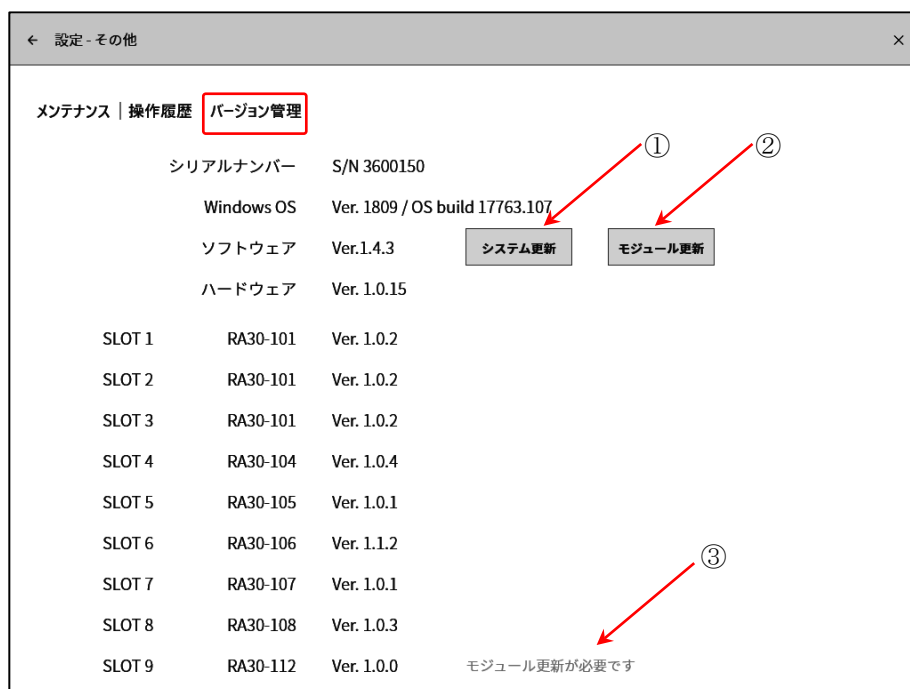 ← 設定 - その他 ×
メンテナンス | 操作履歴 バージョン管理
① ②
シリアルナンバー S/N 3600150
Windows OS Ver. 1809 / OS build 17763.107
ソフトウェア Ver.1.4.3 システム更新 モジュール更新
ハードウェア Ver. 1.0.15
SLOT 1 RA30-101 Ver. 1.0.2
SLOT 2 RA30-101 Ver. 1.0.2
SLOT 3 RA30-101 Ver. 1.0.2
SLOT 4 RA30-104 Ver. 1.0.4
SLOT 5 RA30-105 Ver. 1.0.1
SLOT 6 RA30-106 Ver. 1.1.2
③
SLOT 7 RA30-107 Ver. 1.0.1
SLOT 8 RA30-108 Ver. 1.0.3
SLOT 9 RA30-112 Ver. 1.0.0 モジュール更新が必要です